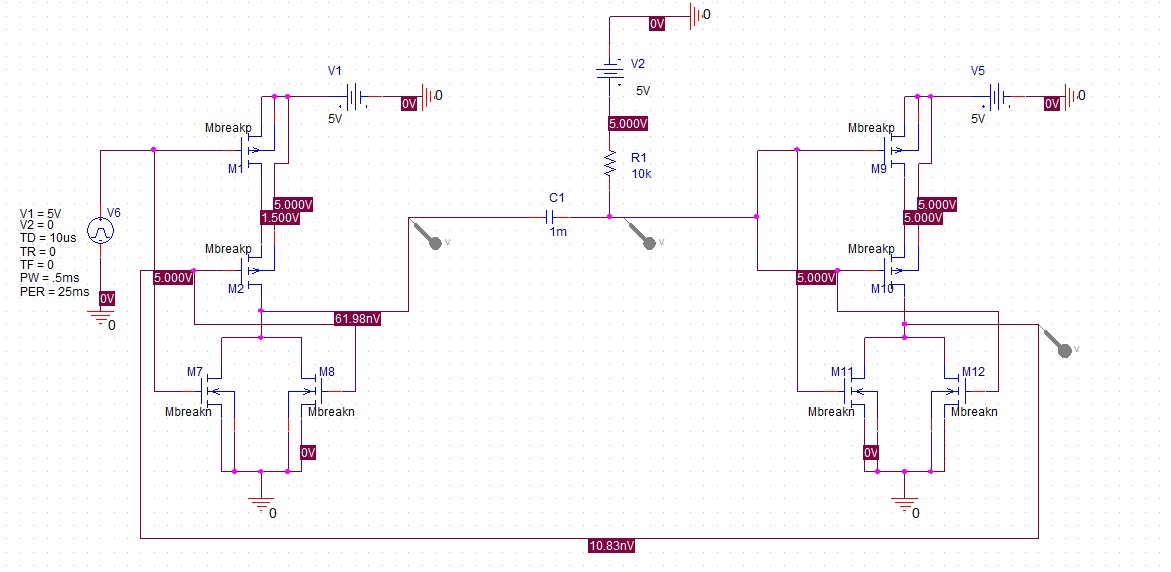 0V
0
V2
5V
V1
V5
0V
0
0V
0
5V
5V
5.000V
Mbreakp
Mbreakp
M1
R1
10k
M9
C1
1m
5.000V
1.500V
5.000V
5.000V
V1 = 5V
V2 = 0
TD = 10us
TR = 0
TF = 0
PW = .5ms
PER = 25ms
V6
0V
0
V
V
Mbreakp
Mbreakp
5.000V
M2
5.000V
M10
61.98nV
V
M7
M8
M11
M12
Mbreakn
Mbreakn
Mbreakn
Mbreakn
0V
0V
0
0
10.83nV